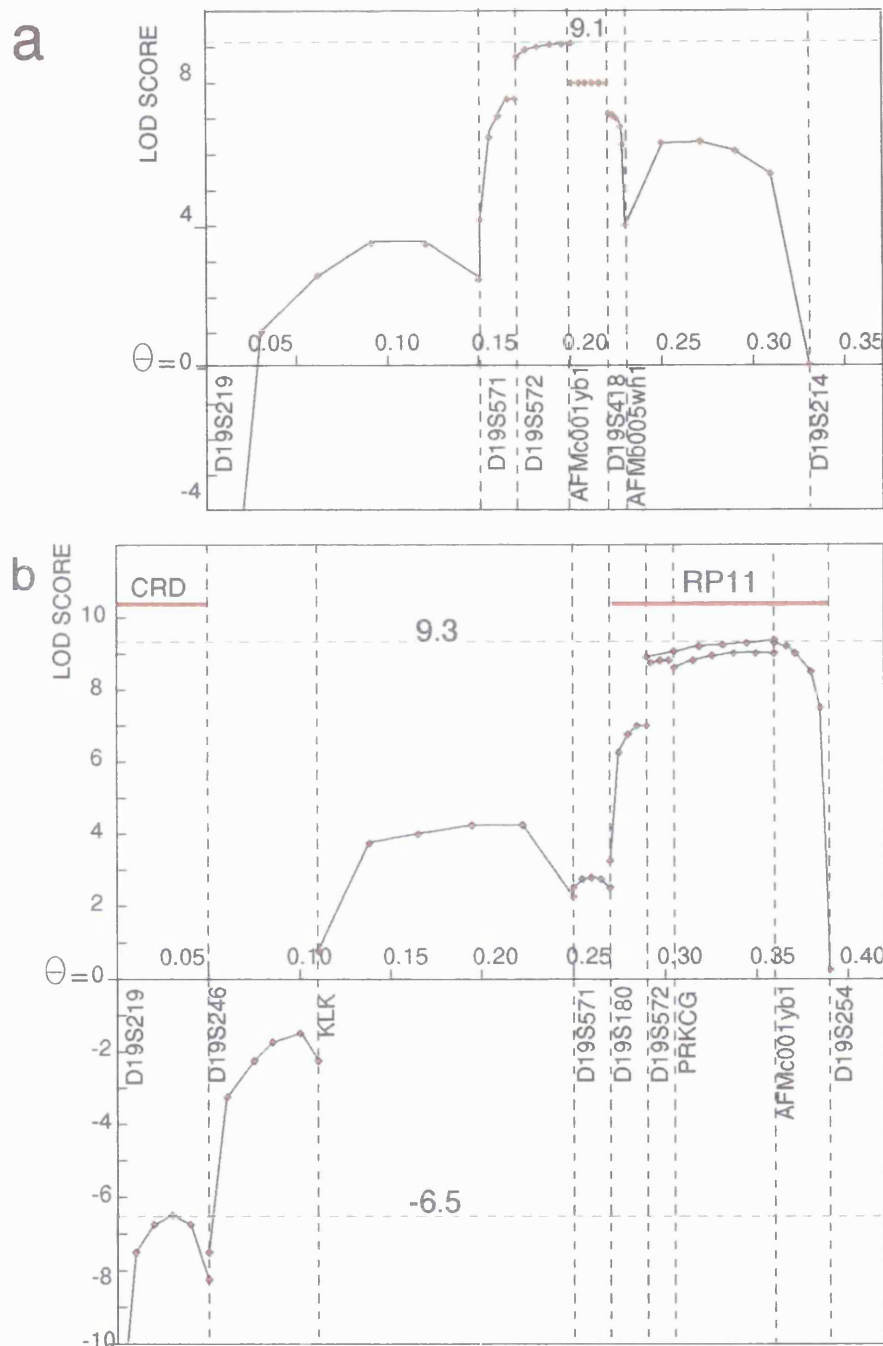 a
LOD SCORE
9.1
8
4
Θ=0
0.05
0.10
0.15
0.20
0.25
0.30
0.35
-4
D19S219
D19S571
D19S572
AFMc001yb1
D19S418
AFMb005wh1
D19S214
b
LOD SCORE
CRD
RP11
10
9.3
8
6
4
2
Θ=0
0.05
0.10
0.15
0.20
0.25
0.30
0.35
0.40
D19S219
D19S246
KLK
D19S571
D19S180
D19S572
PRKCG
AFMc001yb1
D19S254
-2
-4
-6
-6.5
-8
-10